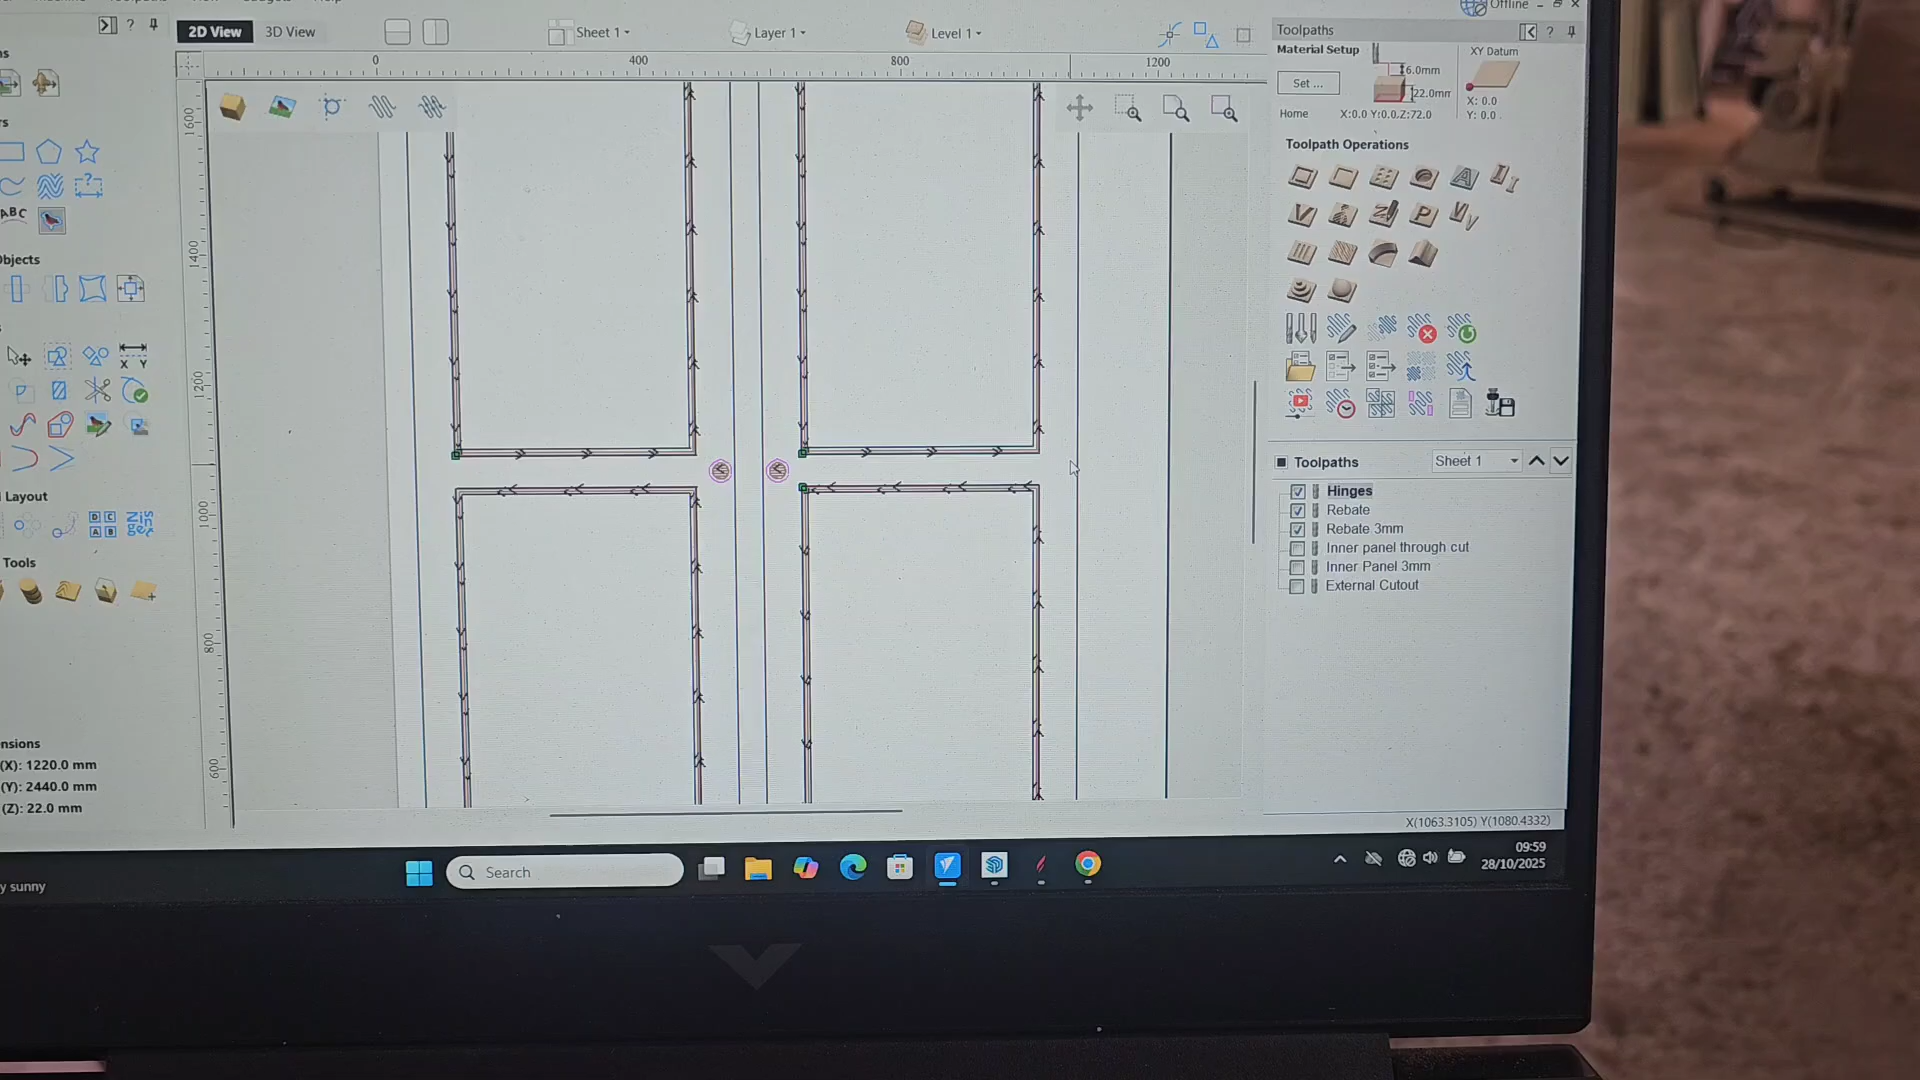 Offline
2D View
3D View
Sheet 1
Layer 1
Level 1
0
400
800
1200
1600
1400
1200
1000
800
600
ABC
Objects
X Y
Layout
Tools
(X): 1220.0 mm
(Y): 2440.0 mm
(Z): 22.0 mm
Toolpaths
Material Setup
Set ...
6.0mm
22.0mm
XY Datum
X: 0.0
Y: 0.0
Home X:0.0 Y:0.0 Z:72.0
Toolpath Operations
Toolpaths
Sheet 1
Hinges
Rebate
Rebate 3mm
Inner panel through cut
Inner Panel 3mm
External Cutout
X(1063.3105) Y(1080.4332)
y sunny
Search
09:59
28/10/2025